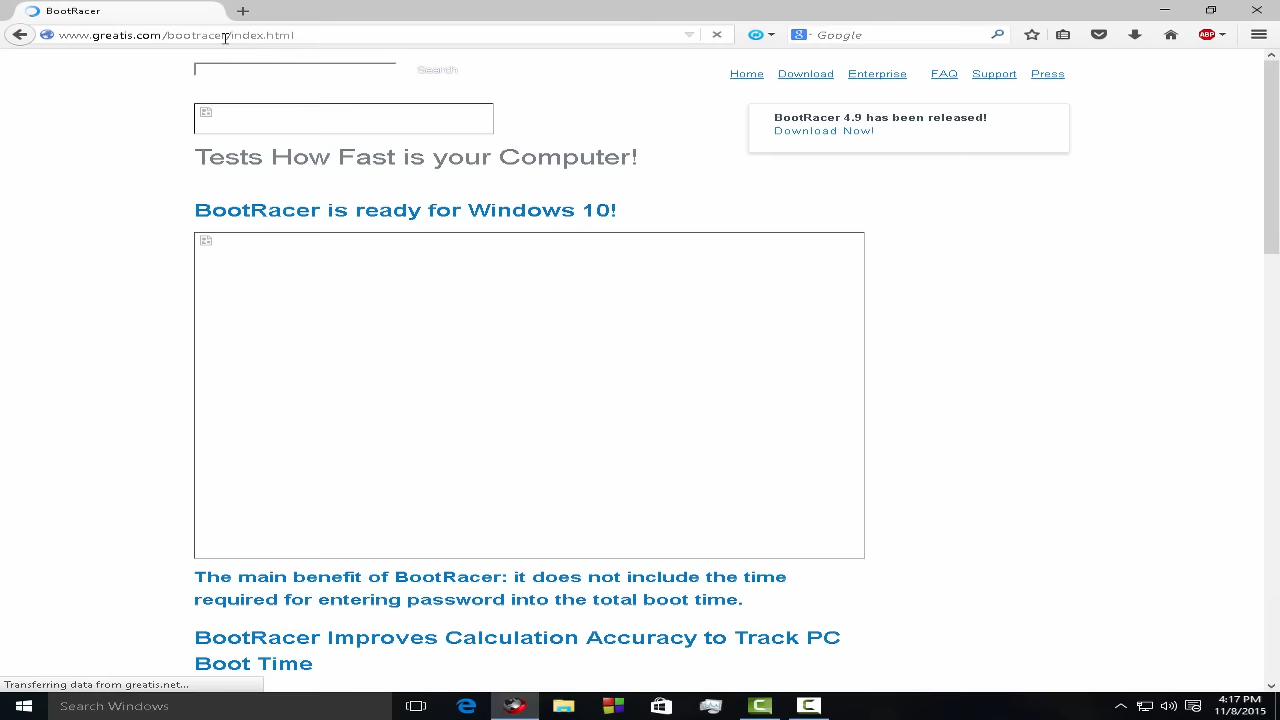 BootRacer
www.greatis.com/bootracer/index.html
Google
ABP
Search
Home Download Enterprise FAQ Support Press
BootRacer 4.9 has been released!
Download Now!
Tests How Fast is your Computer!
BootRacer is ready for Windows 10!
The main benefit of BootRacer: it does not include the time
required for entering password into the total boot time.
BootRacer Improves Calculation Accuracy to Track PC
Boot Time
Transferring data from greatis.net...
Search Windows
4:17 PM
11/8/2015